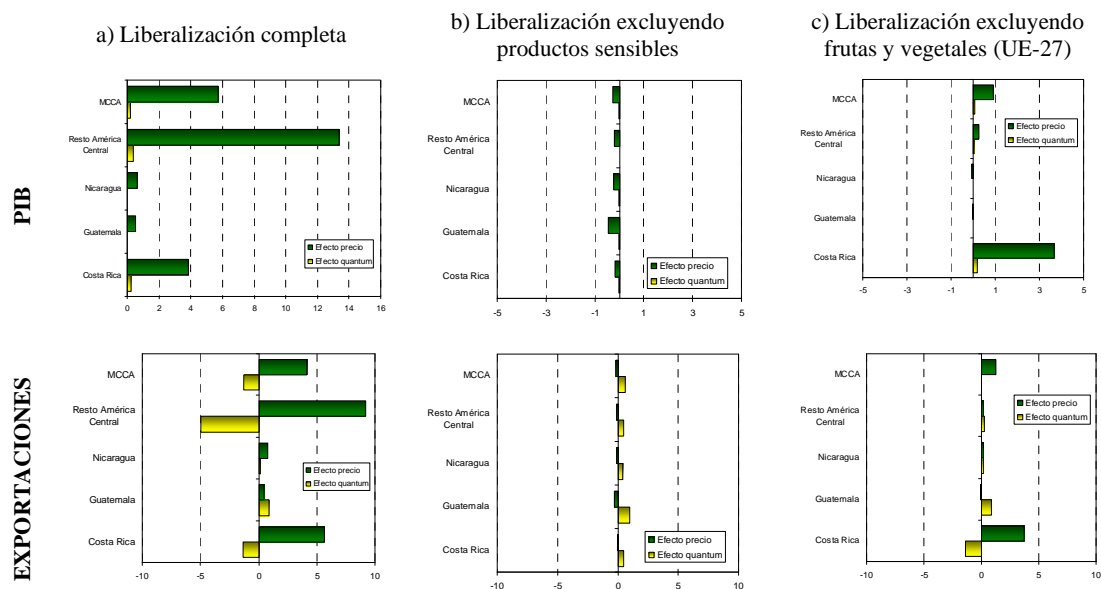 a) Liberalización completa
b) Liberalización excluyendo
productos sensibles
c) Liberalización excluyendo
frutas y vegetales (UE-27)
PIB
MCCA
Resto América
Central
Nicaragua
Guatemala
Costa Rica
Efecto precio
Efecto quantum
0 2 4 6 8 10 12 14 16
MCCA
Resto América
Central
Nicaragua
Guatemala
Costa Rica
Efecto precio
Efecto quantum
-5 -3 -1 1 3 5
MCCA
Resto América
Central
Nicaragua
Guatemala
Costa Rica
Efecto precio
Efecto quantum
-5 -3 -1 1 3 5
EXPORTACIONES
MCCA
Resto América
Central
Nicaragua
Guatemala
Costa Rica
Efecto precio
Efecto quantum
-10 -5 0 5 10
MCCA
Resto América
Central
Nicaragua
Guatemala
Costa Rica
Efecto precio
Efecto quantum
-10 -5 0 5 10
MCCA
Resto América
Central
Nicaragua
Guatemala
Costa Rica
Efecto precio
Efecto quantum
-10 -5 0 5 10